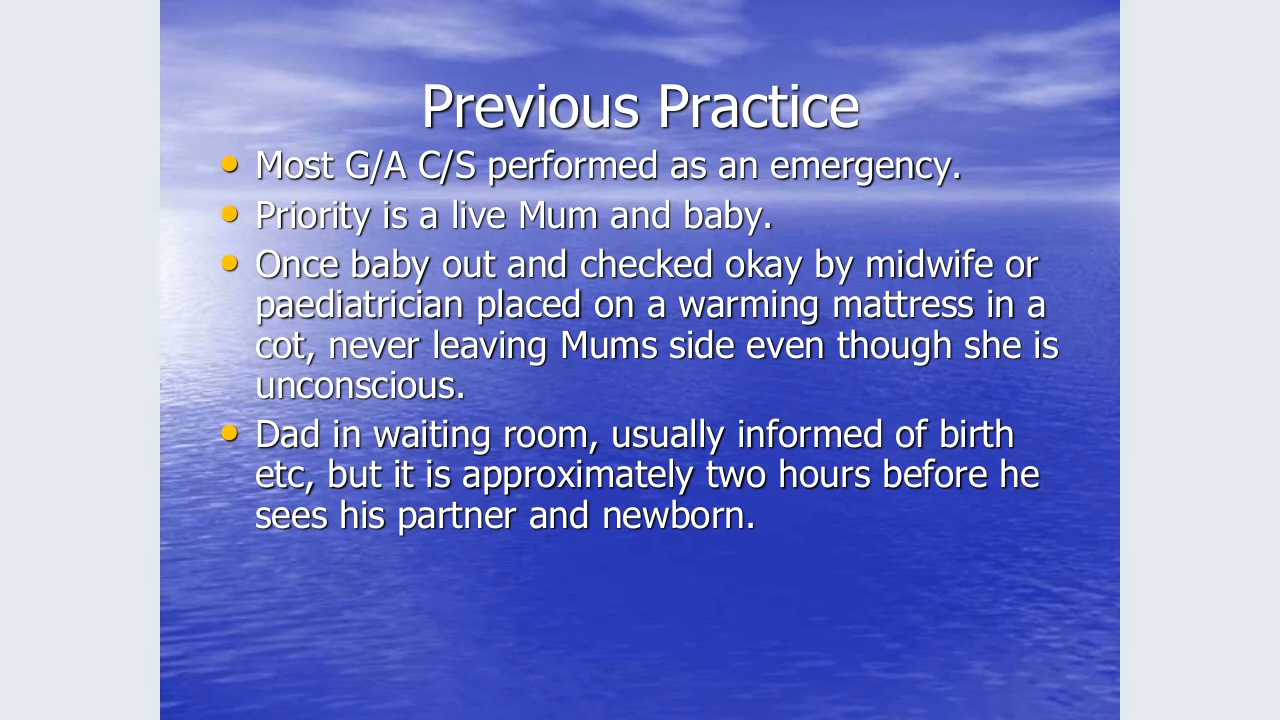 Previous Practice
• Most G/A C/S performed as an emergency.
• Priority is a live Mum and baby.
• Once baby out and checked okay by midwife or
paediatrician placed on a warming mattress in a
cot, never leaving Mums side even though she is
unconscious.
• Dad in waiting room, usually informed of birth
etc, but it is approximately two hours before he
sees his partner and newborn.